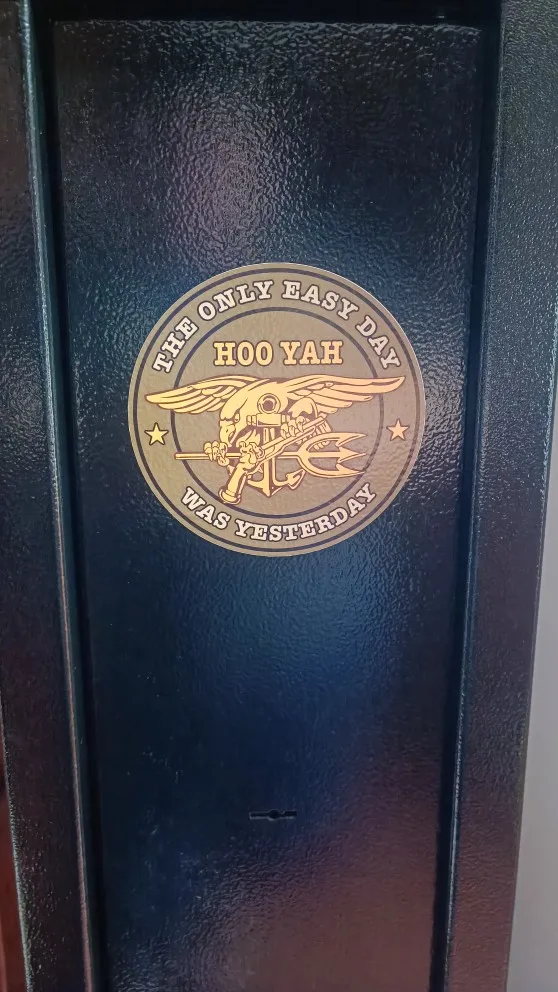 THE ONLY EASY DAY
HOO YAH
WAS YESTERDAY